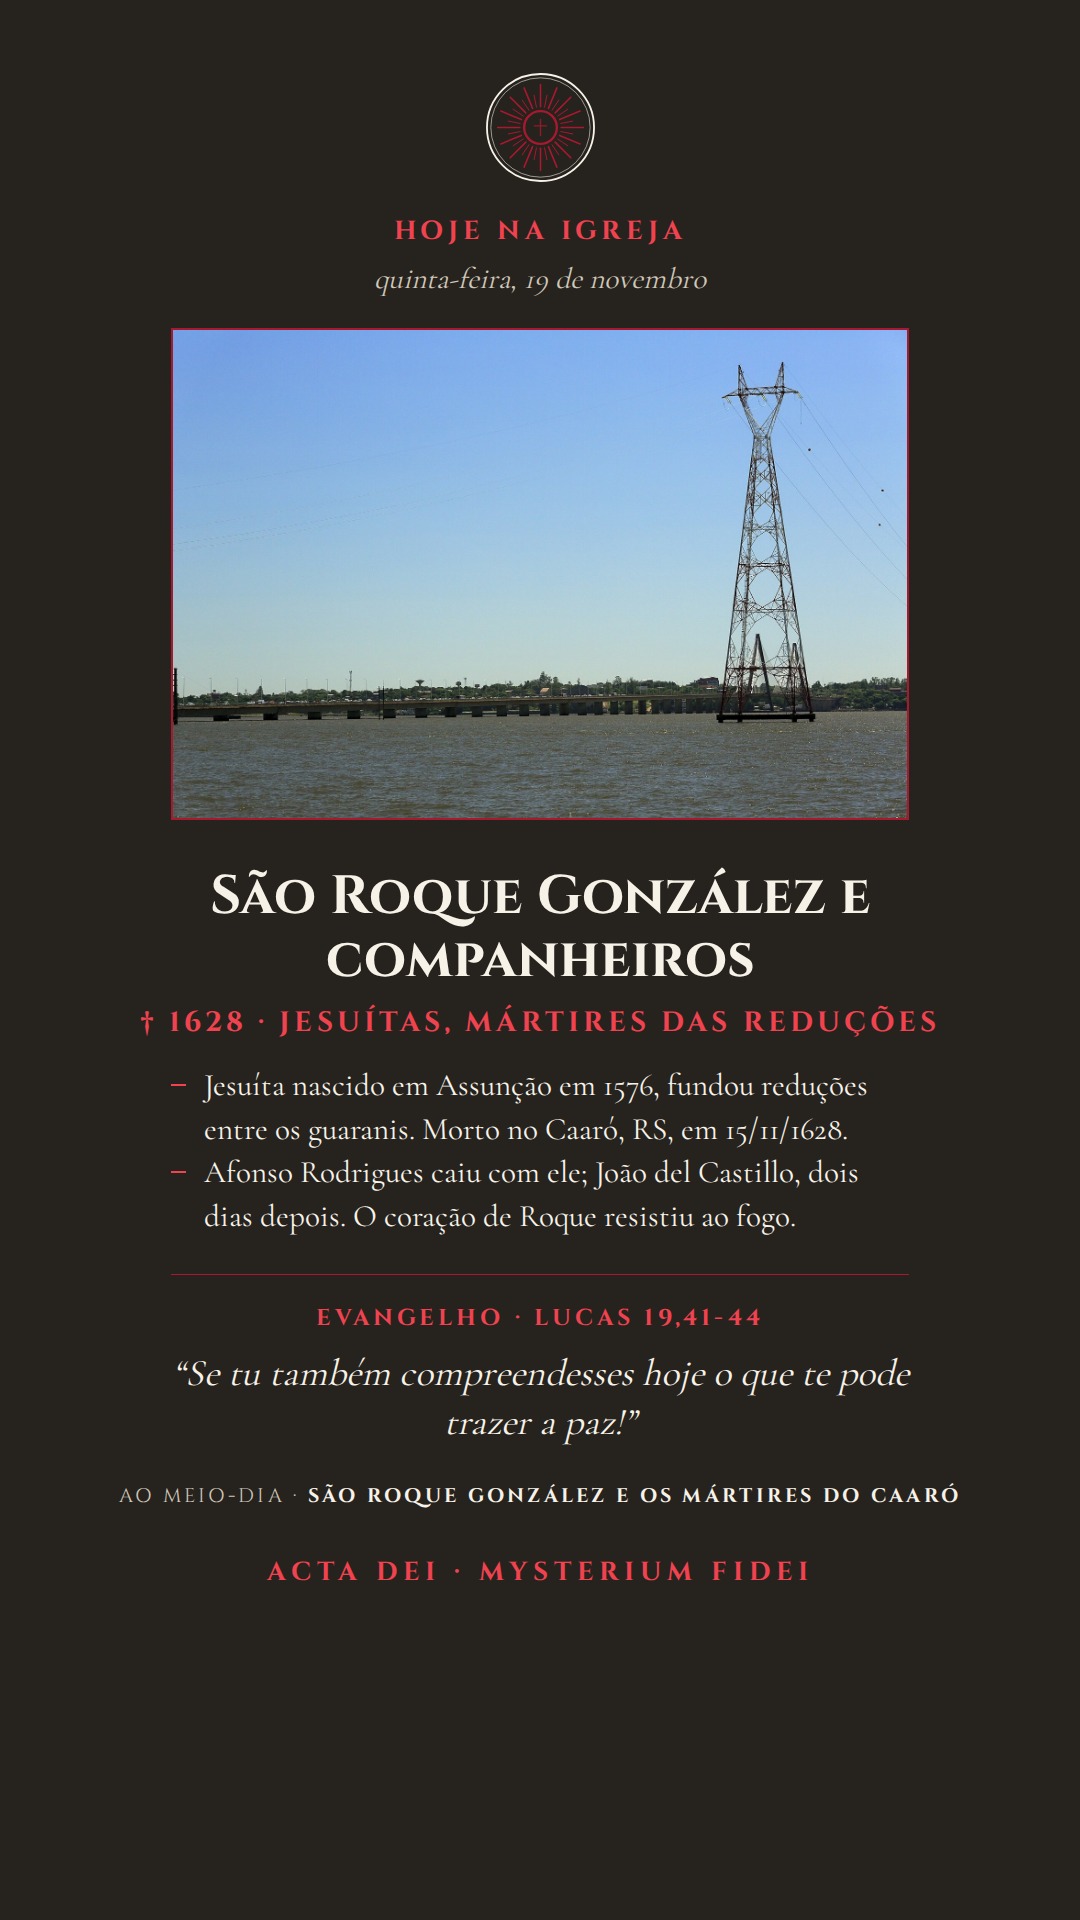 HOJE NA IGREJA
quinta-feira, 19 de novembro
São Roque González e
companheiros
† 1628 · JESUÍTAS, MÁRTIRES DAS REDUÇÕES
– Jesuíta nascido em Assunção em 1576, fundou reduções
entre os guaranis. Morto no Caaró, RS, em 15/11/1628.
– Afonso Rodrigues caiu com ele; João del Castillo, dois
dias depois. O coração de Roque resistiu ao fogo.
EVANGELHO · LUCAS 19,41-44
“Se tu também compreendesses hoje o que te pode
trazer a paz!”
AO MEIO-DIA · SÃO ROQUE GONZÁLEZ E OS MÁRTIRES DO CAARÓ
ACTA DEI · MYSTERIUM FIDEI